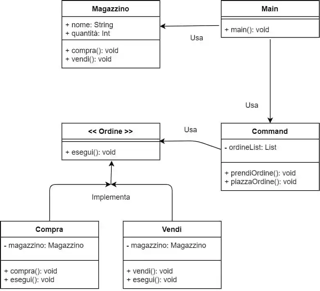 Magazzino
+ nome: String
+ quantità: Int
+ compra(): void
+ vendi(): void
Main
+ main(): void
Usa
Usa
<< Ordine >>
+ esegui(): void
Usa
Command
- ordineList: List
+ prendiOrdine(): void
+ piazzaOrdine(): void
Implementa
Compra
- magazzino: Magazzino
+ compra(): void
+ esegui(): void
Vendi
- magazzino: Magazzino
+ vendi(): void
+ esegui(): void